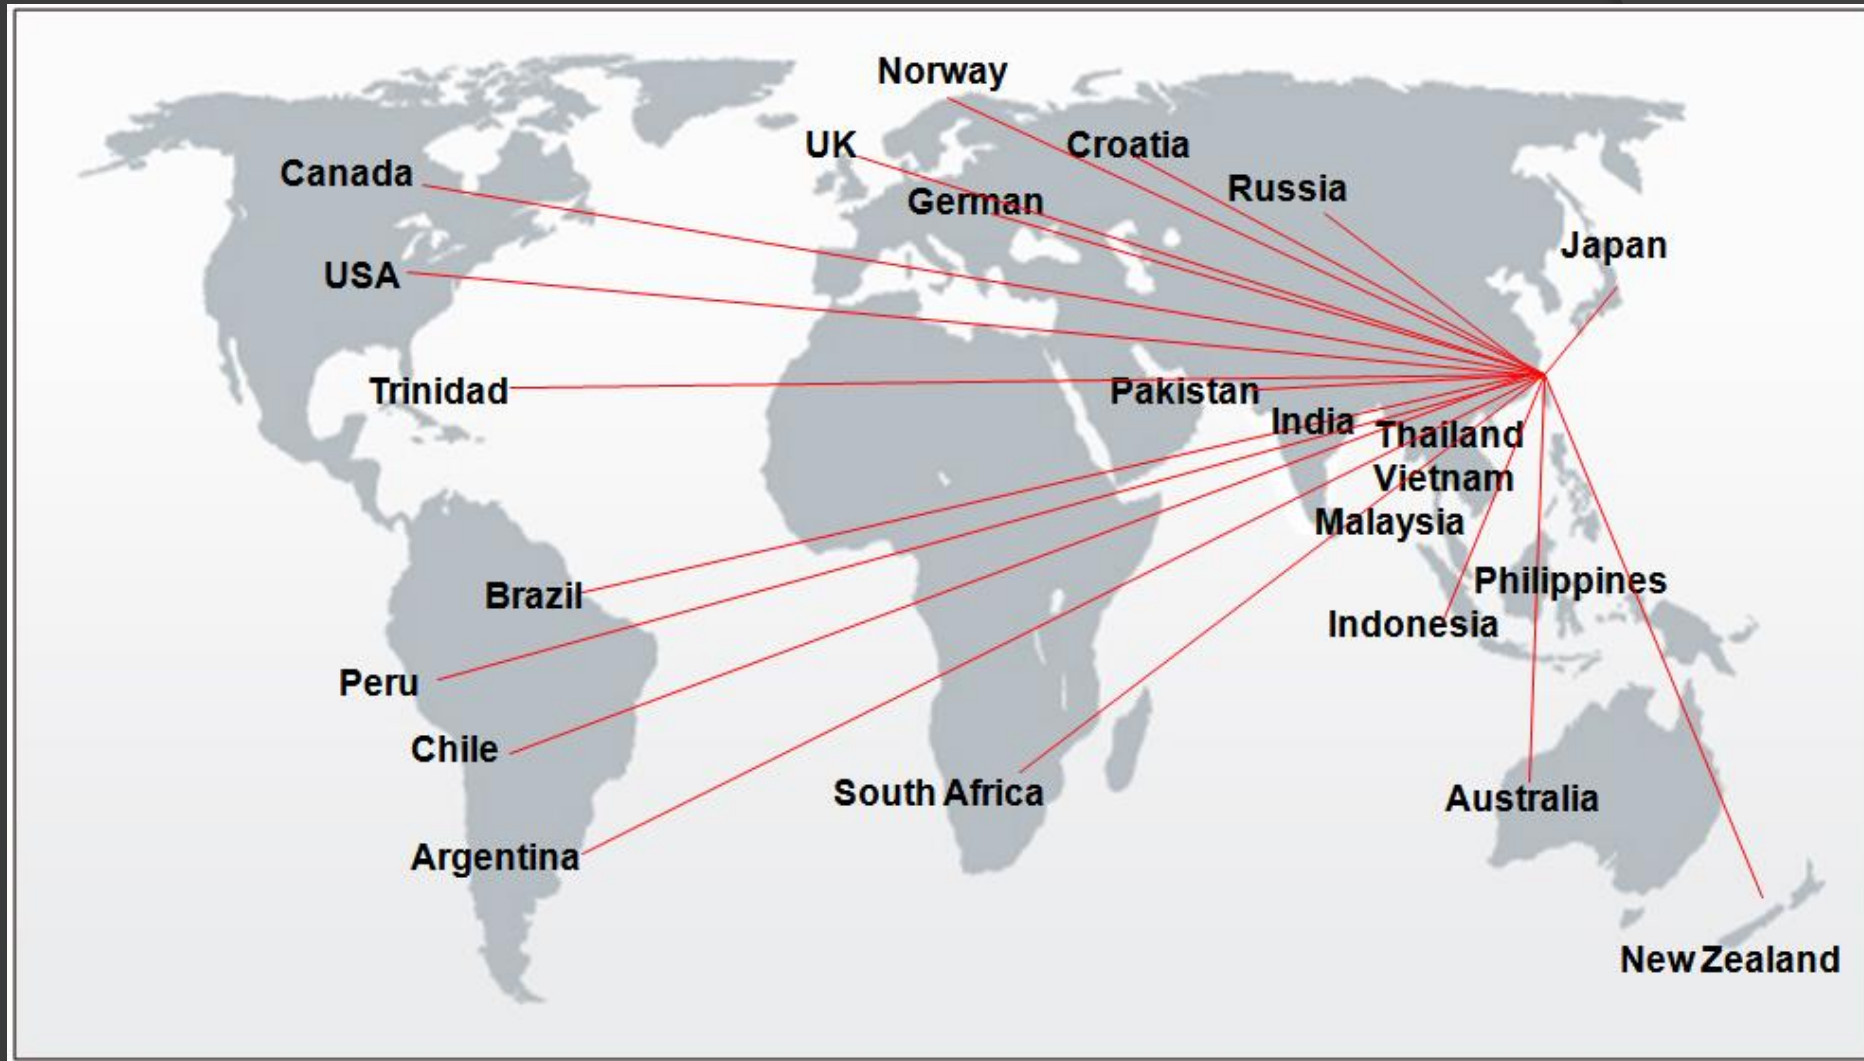 Norway
UK
Croatia
Canada
Russia
German
Japan
USA
Trinidad
Pakistan
India
Thailand
Vietnam
Malaysia
Philippines
Brazil
Indonesia
Peru
Chile
South Africa
Australia
Argentina
New Zealand